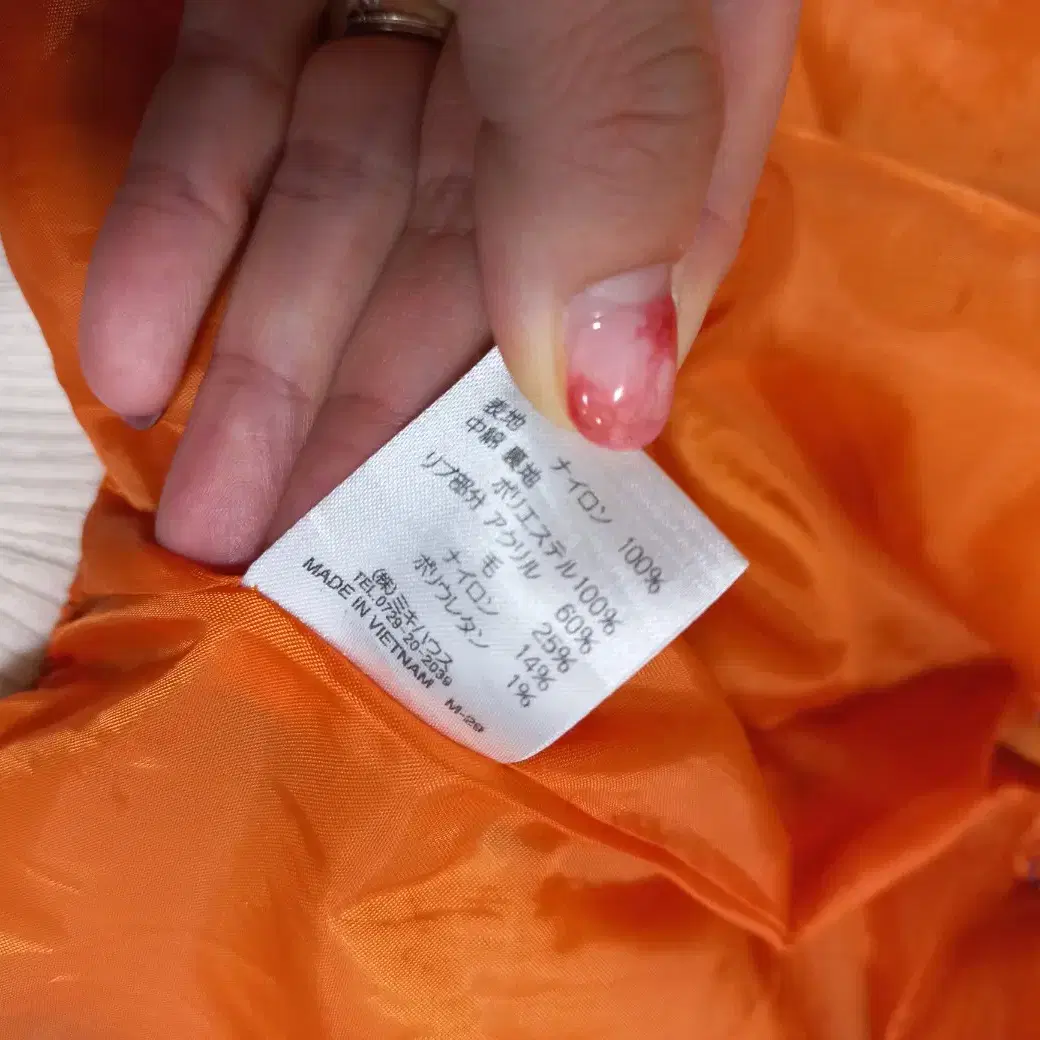 表地 ナイロン 100%
中綿 裏地 ポリエステル100%
リブ部分 アクリル 60%
毛 25%
ナイロン 14%
ポリウレタン 1%
(株)ミキハウス
TEL.0729-20-2039
MADE IN VIETNAM M-29